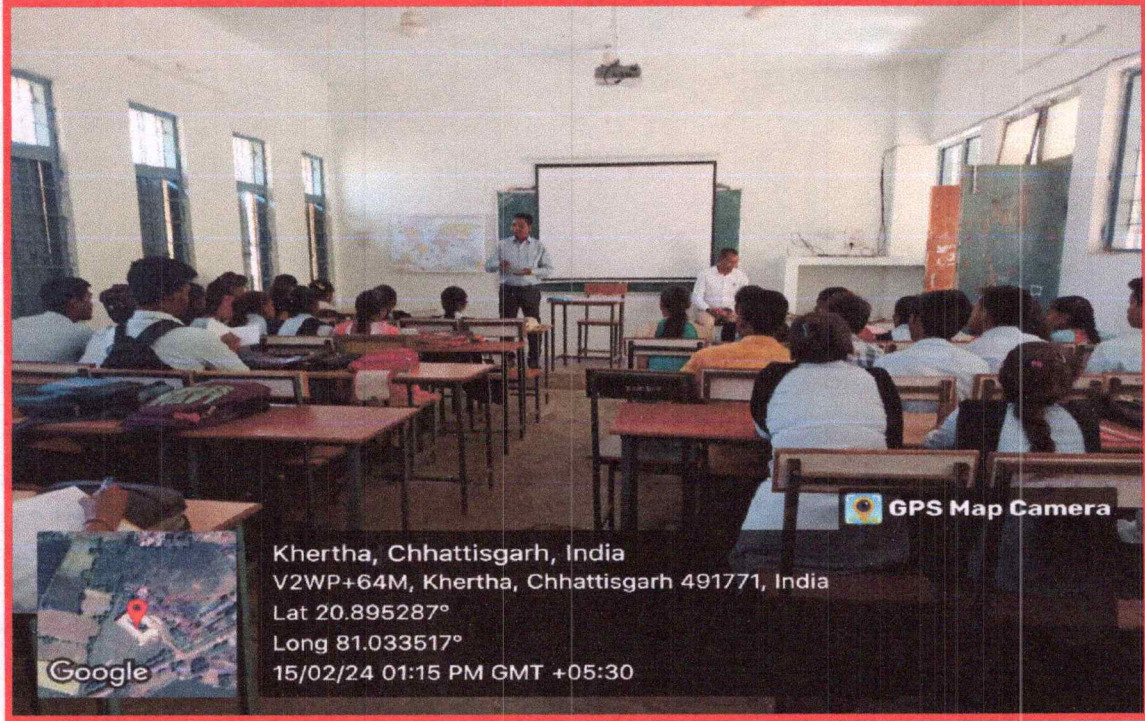 GPS Map Camera
Khertha, Chhattisgarh, India
V2WP+64M, Khertha, Chhattisgarh 491771, India
Lat 20.895287°
Long 81.033517°
15/02/24 01:15 PM GMT +05:30
Google